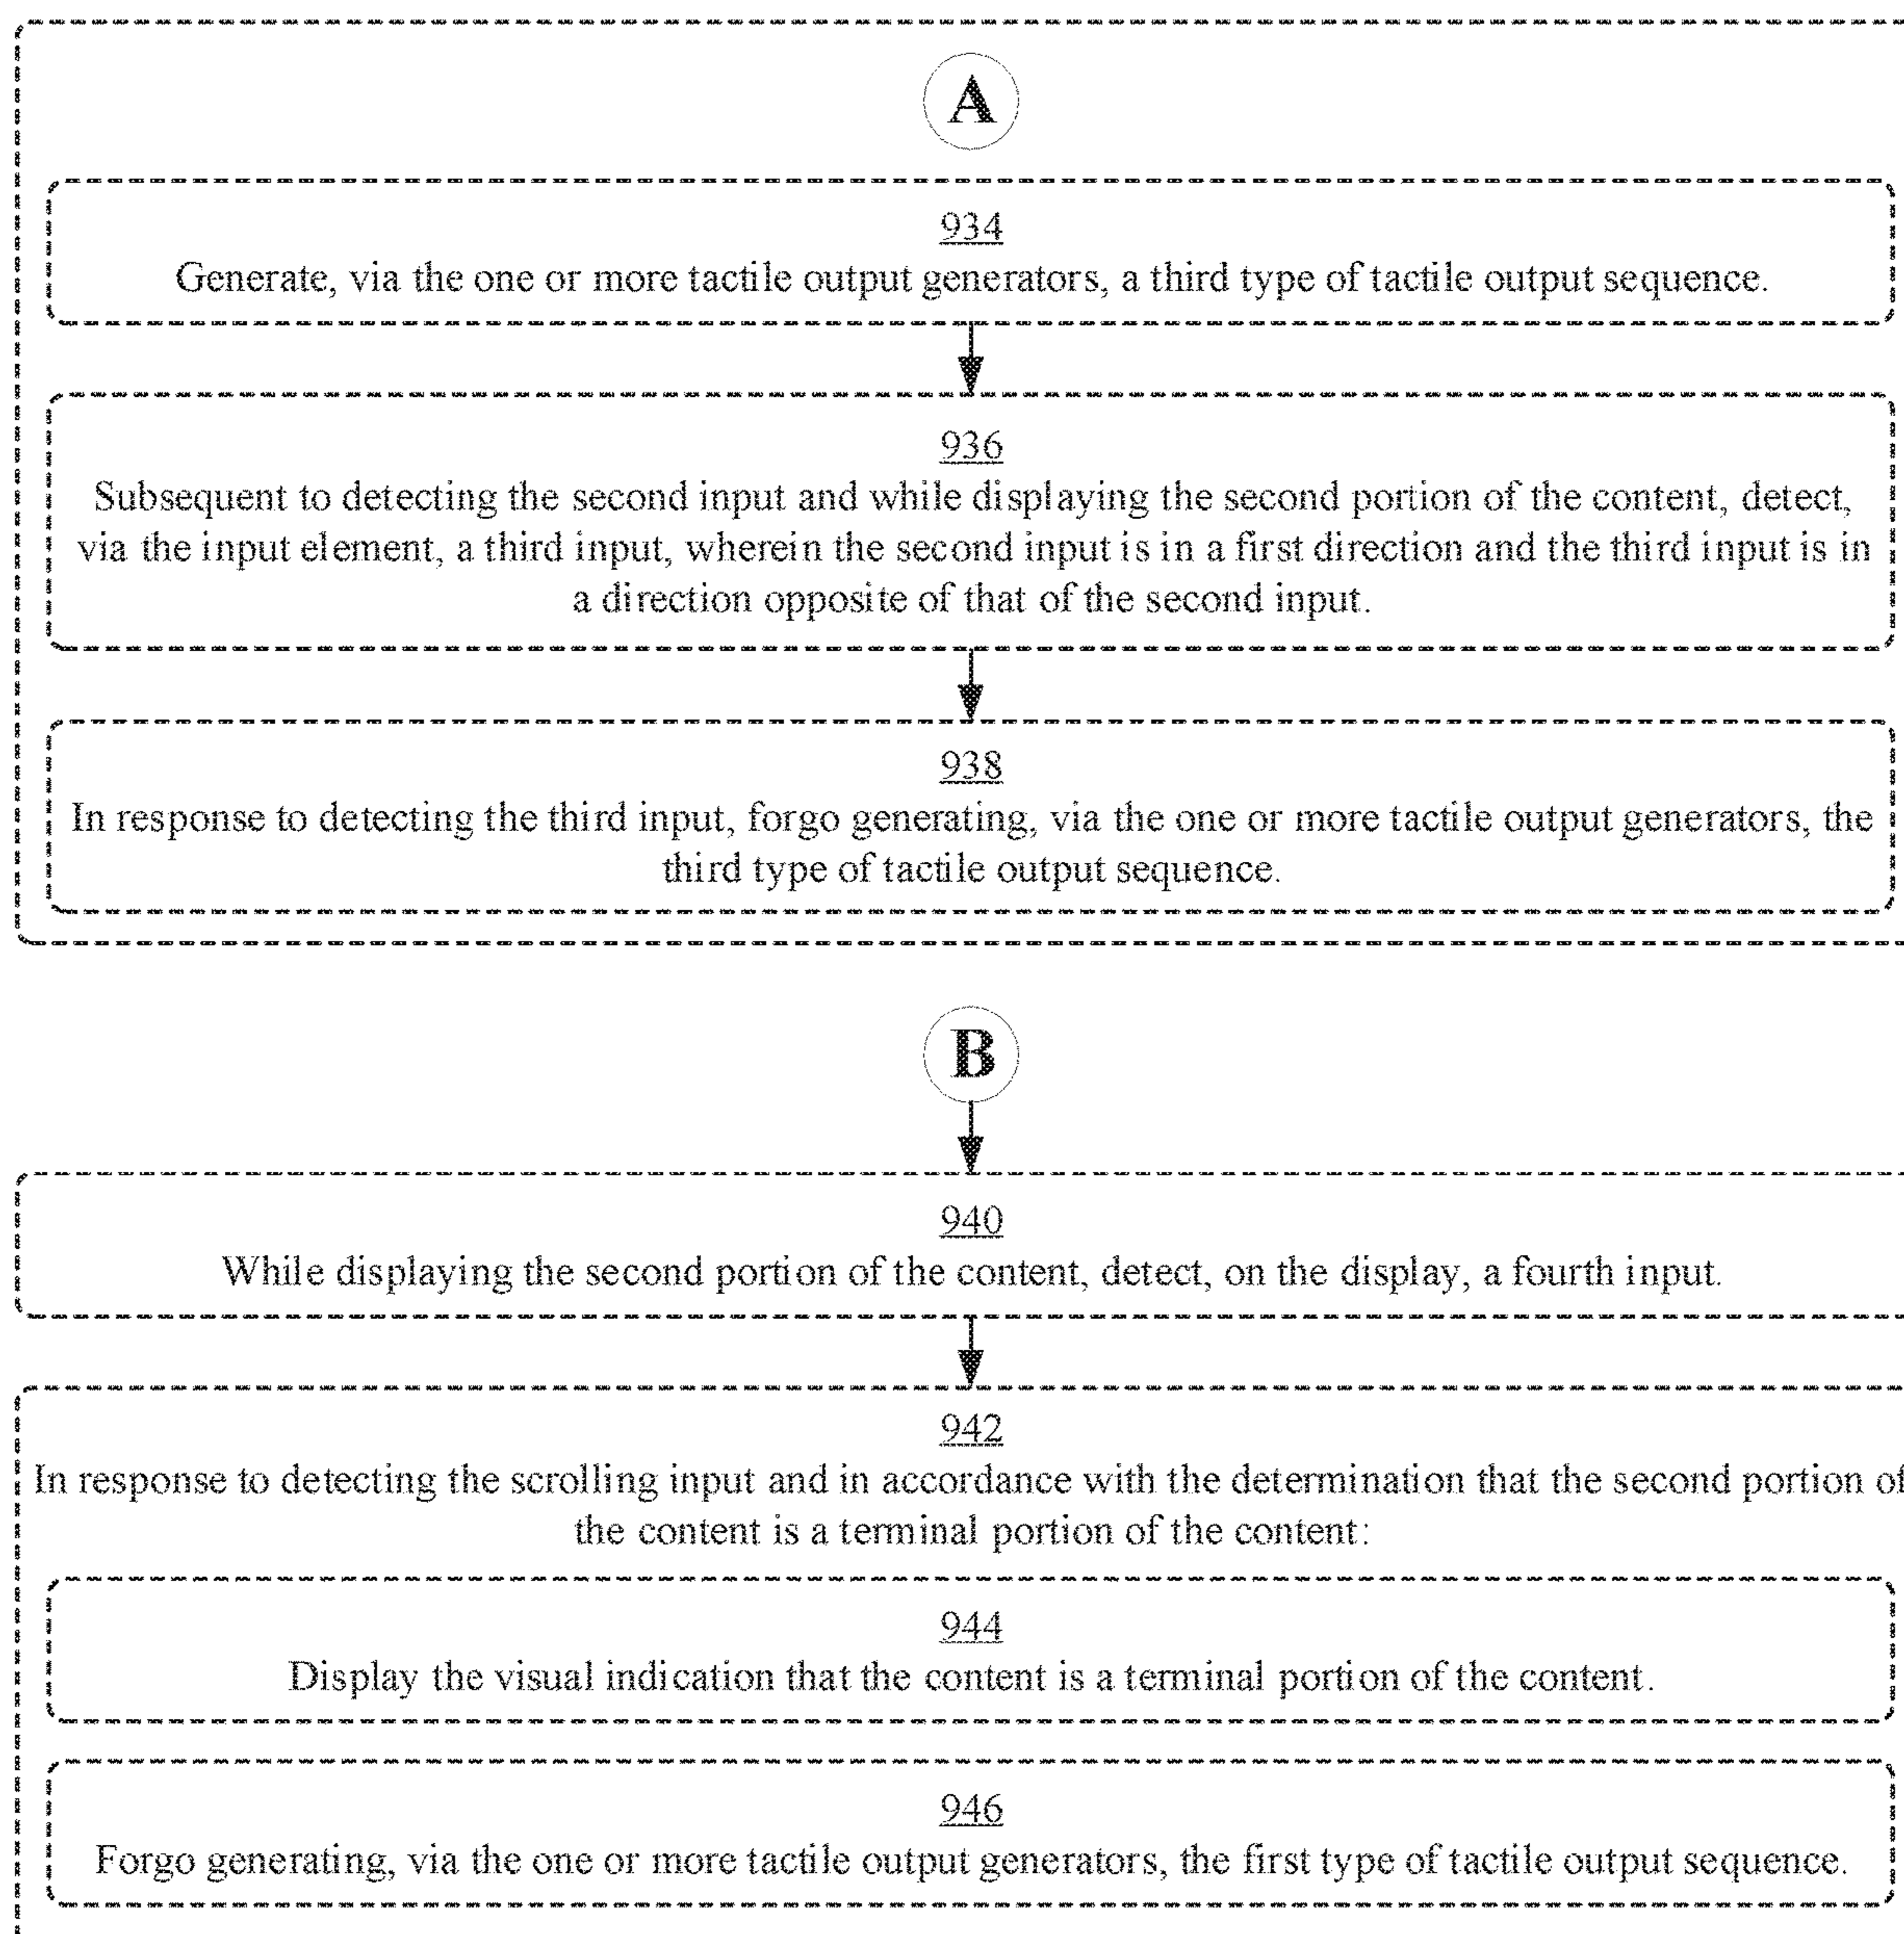 A
934
Generate, via the one or more tactile output generators, a third type of tactile output sequence.
936
Subsequent to detecting the second input and while displaying the second portion of the content, detect,
via the input element, a third input, wherein the second input is in a first direction and the third input is in
a direction opposite of that of the second input.
938
In response to detecting the third input, forgo generating, via the one or more tactile output generators, the
third type of tactile output sequence.
B
940
While displaying the second portion of the content, detect, on the display, a fourth input.
942
In response to detecting the scrolling input and in accordance with the determination that the second portion of
the content is a terminal portion of the content:
944
Display the visual indication that the content is a terminal portion of the content.
946
Forgo generating, via the one or more tactile output generators, the first type of tactile output sequence.